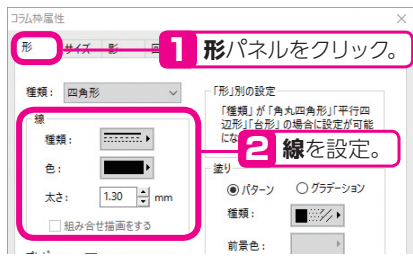 コラム枠属性
形 サイズ 影
1 形パネルをクリック。
種類： 四角形
「形」別の設定
「種類」が「角丸四角形」「平行四
辺形」「台形」の場合に設定が可能
線
種類：
2 線を設定。
色：
塗り
太さ： 1.30 mm
パターン グラデーション
組み合せ描画をする
種類：
前景色：